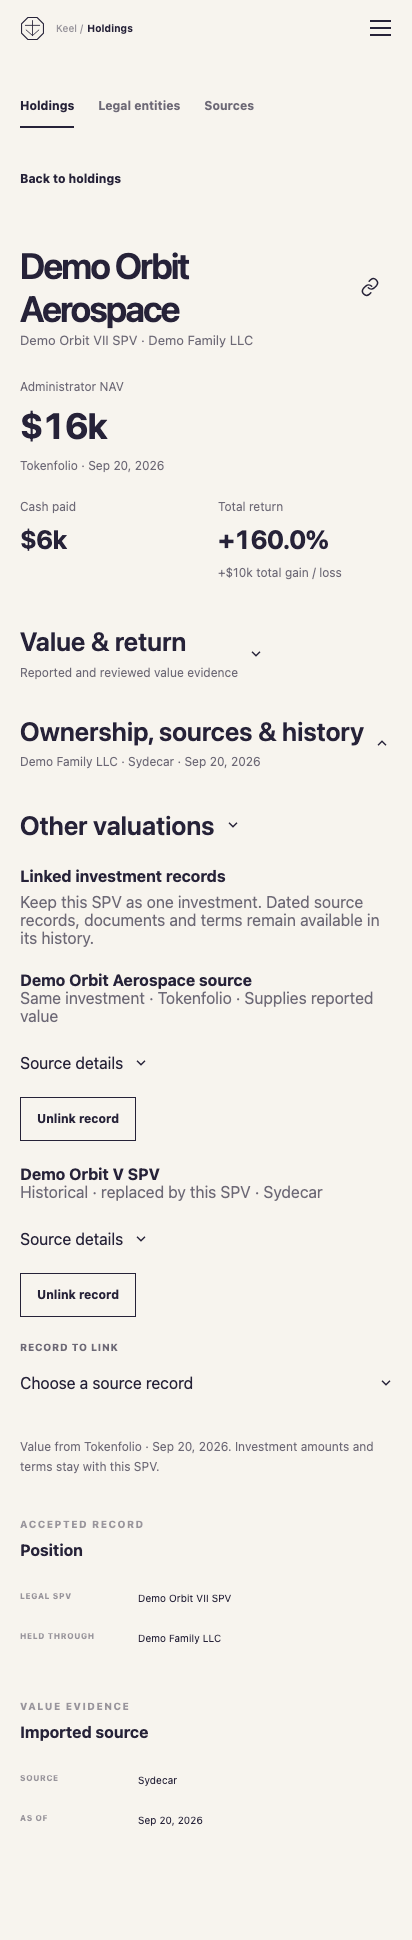 Keel / Holdings
Holdings
Legal entities
Sources
Back to holdings
Demo Orbit
Aerospace
Demo Orbit VII SPV · Demo Family LLC
Administrator NAV
$16k
Tokenfolio · Sep 20, 2026
Cash paid
$6k
Total return
+160.0%
+$10k total gain / loss
Value & return
Reported and reviewed value evidence
Ownership, sources & history
Demo Family LLC · Sydecar · Sep 20, 2026
Other valuations
Linked investment records
Keep this SPV as one investment. Dated source
records, documents and terms remain available in
its history.
Demo Orbit Aerospace source
Same investment · Tokenfolio · Supplies reported
value
Source details
Unlink record
Demo Orbit V SPV
Historical · replaced by this SPV · Sydecar
Source details
Unlink record
RECORD TO LINK
Choose a source record
Value from Tokenfolio · Sep 20, 2026. Investment amounts and
terms stay with this SPV.
ACCEPTED RECORD
Position
LEGAL SPV
Demo Orbit VII SPV
HELD THROUGH
Demo Family LLC
VALUE EVIDENCE
Imported source
SOURCE
Sydecar
AS OF
Sep 20, 2026